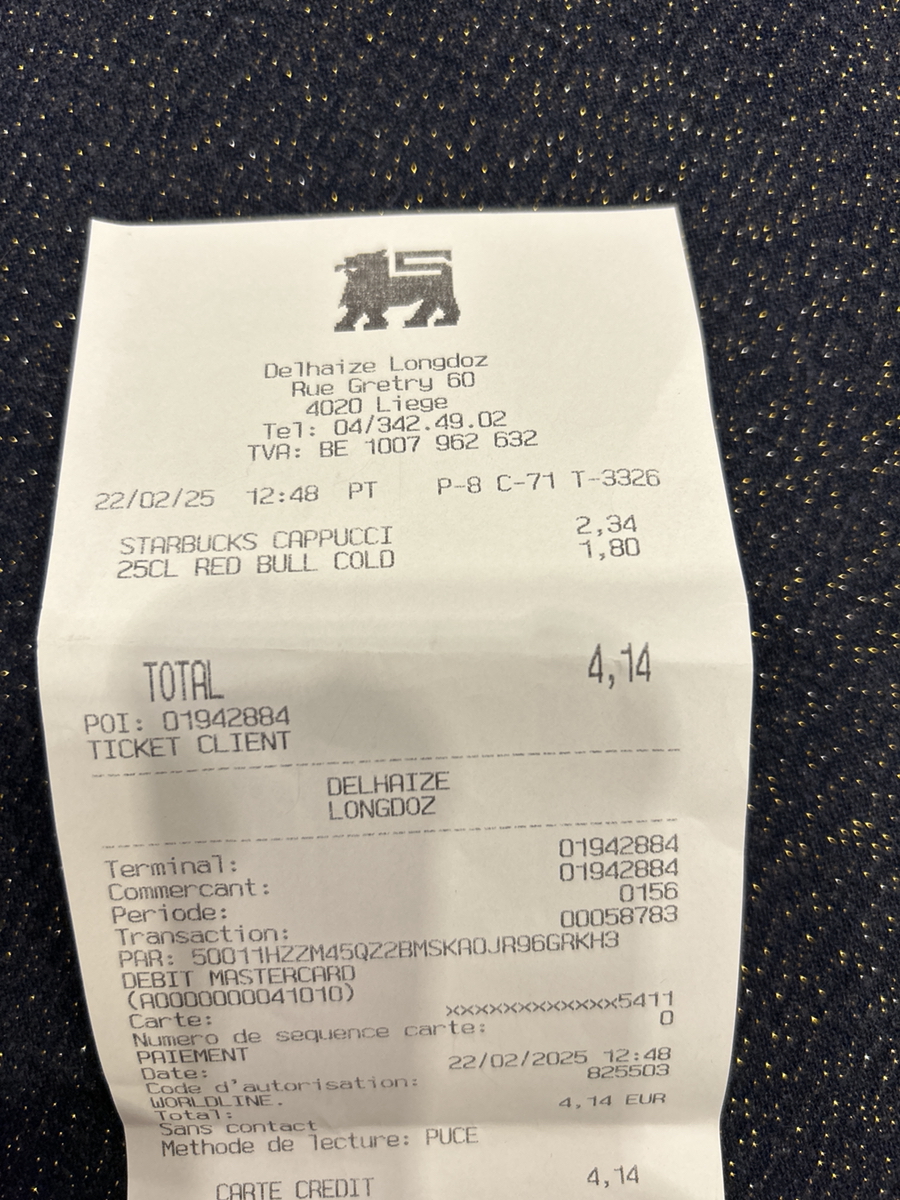 Delhaize Longdoz
Rue Gretry 60
4020 Liege
Tel: 04/342.49.02
TVA: BE 1007 962 632
22/02/25 12:48 PT P-8 C-71 T-3326
STARBUCKS CAPPUCCI 2,34
25CL RED BULL COLD 1,80
TOTAL 4,14
POI: 01942884
TICKET CLIENT
DELHAIZE
LONGDOZ
Terminal: 01942884
Commercant: 01942884
Periode: 0156
Transaction: 00058783
PAR: 50011HZZM45QZ2BMSKAOJR96GRKH3
DEBIT MASTERCARD
(A0000000041010)
Carte: xxxxxxxxxxxxx5411
Numero de sequence carte: 0
PAIEMENT
Date: 22/02/2025 12:48
Code d'autorisation: 825503
WORLDLINE.
Total: 4,14 EUR
Sans contact
Methode de lecture: PUCE
CARTE CREDIT 4,14